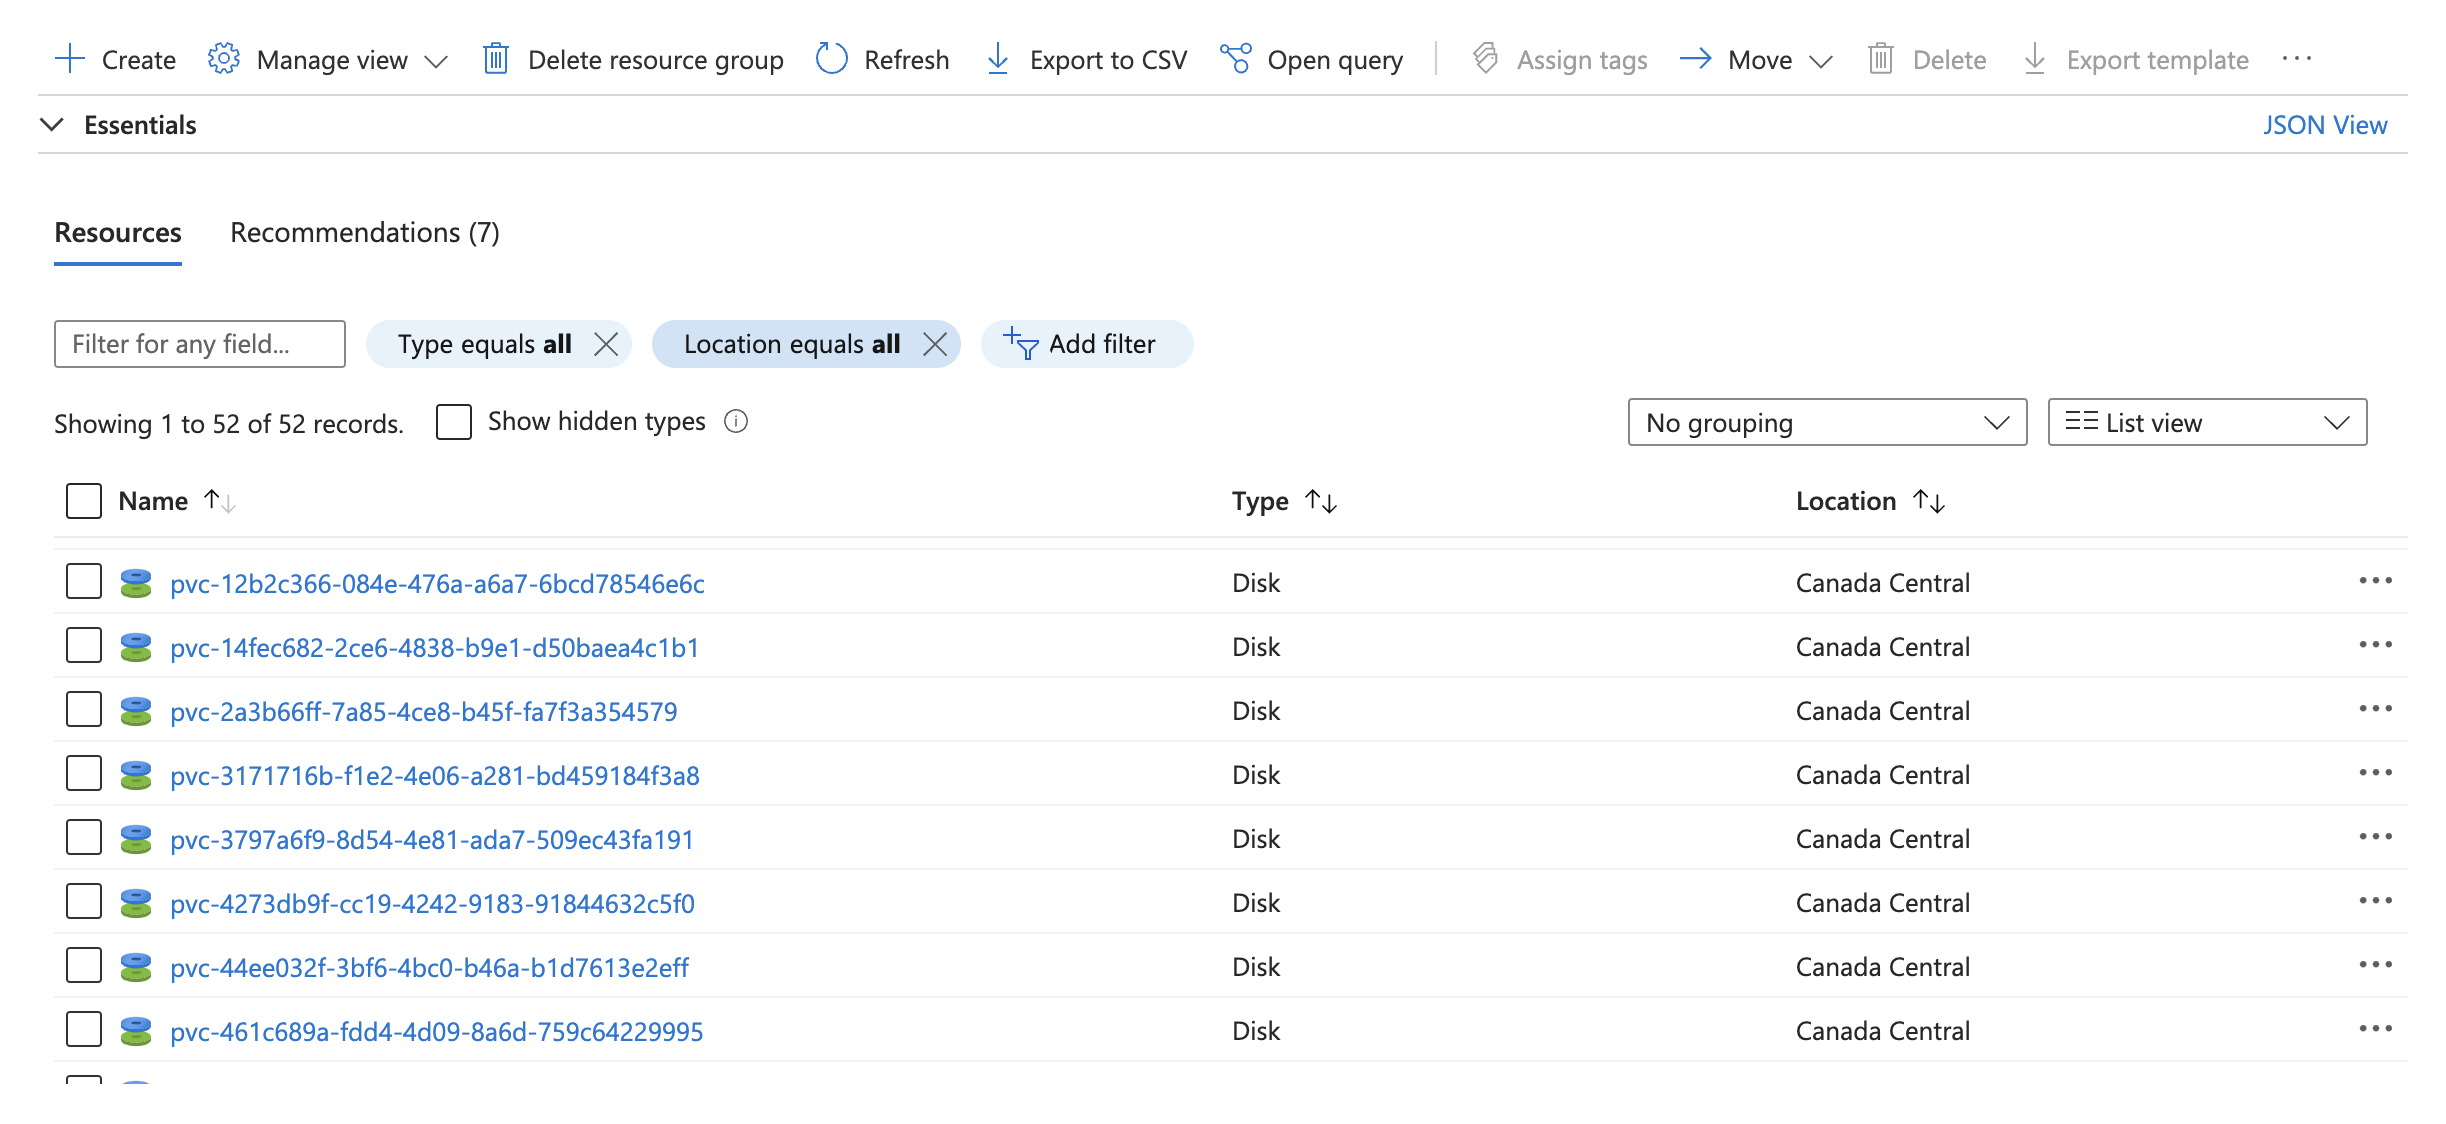 Create Manage view Delete resource group Refresh Export to CSV Open query Assign tags Move Delete Export template
Essentials JSON View
Resources Recommendations (7)
Filter for any field... Type equals all Location equals all Add filter
Showing 1 to 52 of 52 records. Show hidden types No grouping List view
Name Type Location
pvc-12b2c366-084e-476a-a6a7-6bcd78546e6c Disk Canada Central
pvc-14fec682-2ce6-4838-b9e1-d50baea4c1b1 Disk Canada Central
pvc-2a3b66ff-7a85-4ce8-b45f-fa7f3a354579 Disk Canada Central
pvc-3171716b-f1e2-4e06-a281-bd459184f3a8 Disk Canada Central
pvc-3797a6f9-8d54-4e81-ada7-509ec43fa191 Disk Canada Central
pvc-4273db9f-cc19-4242-9183-91844632c5f0 Disk Canada Central
pvc-44ee032f-3bf6-4bc0-b46a-b1d7613e2eff Disk Canada Central
pvc-461c689a-fdd4-4d09-8a6d-759c64229995 Disk Canada Central